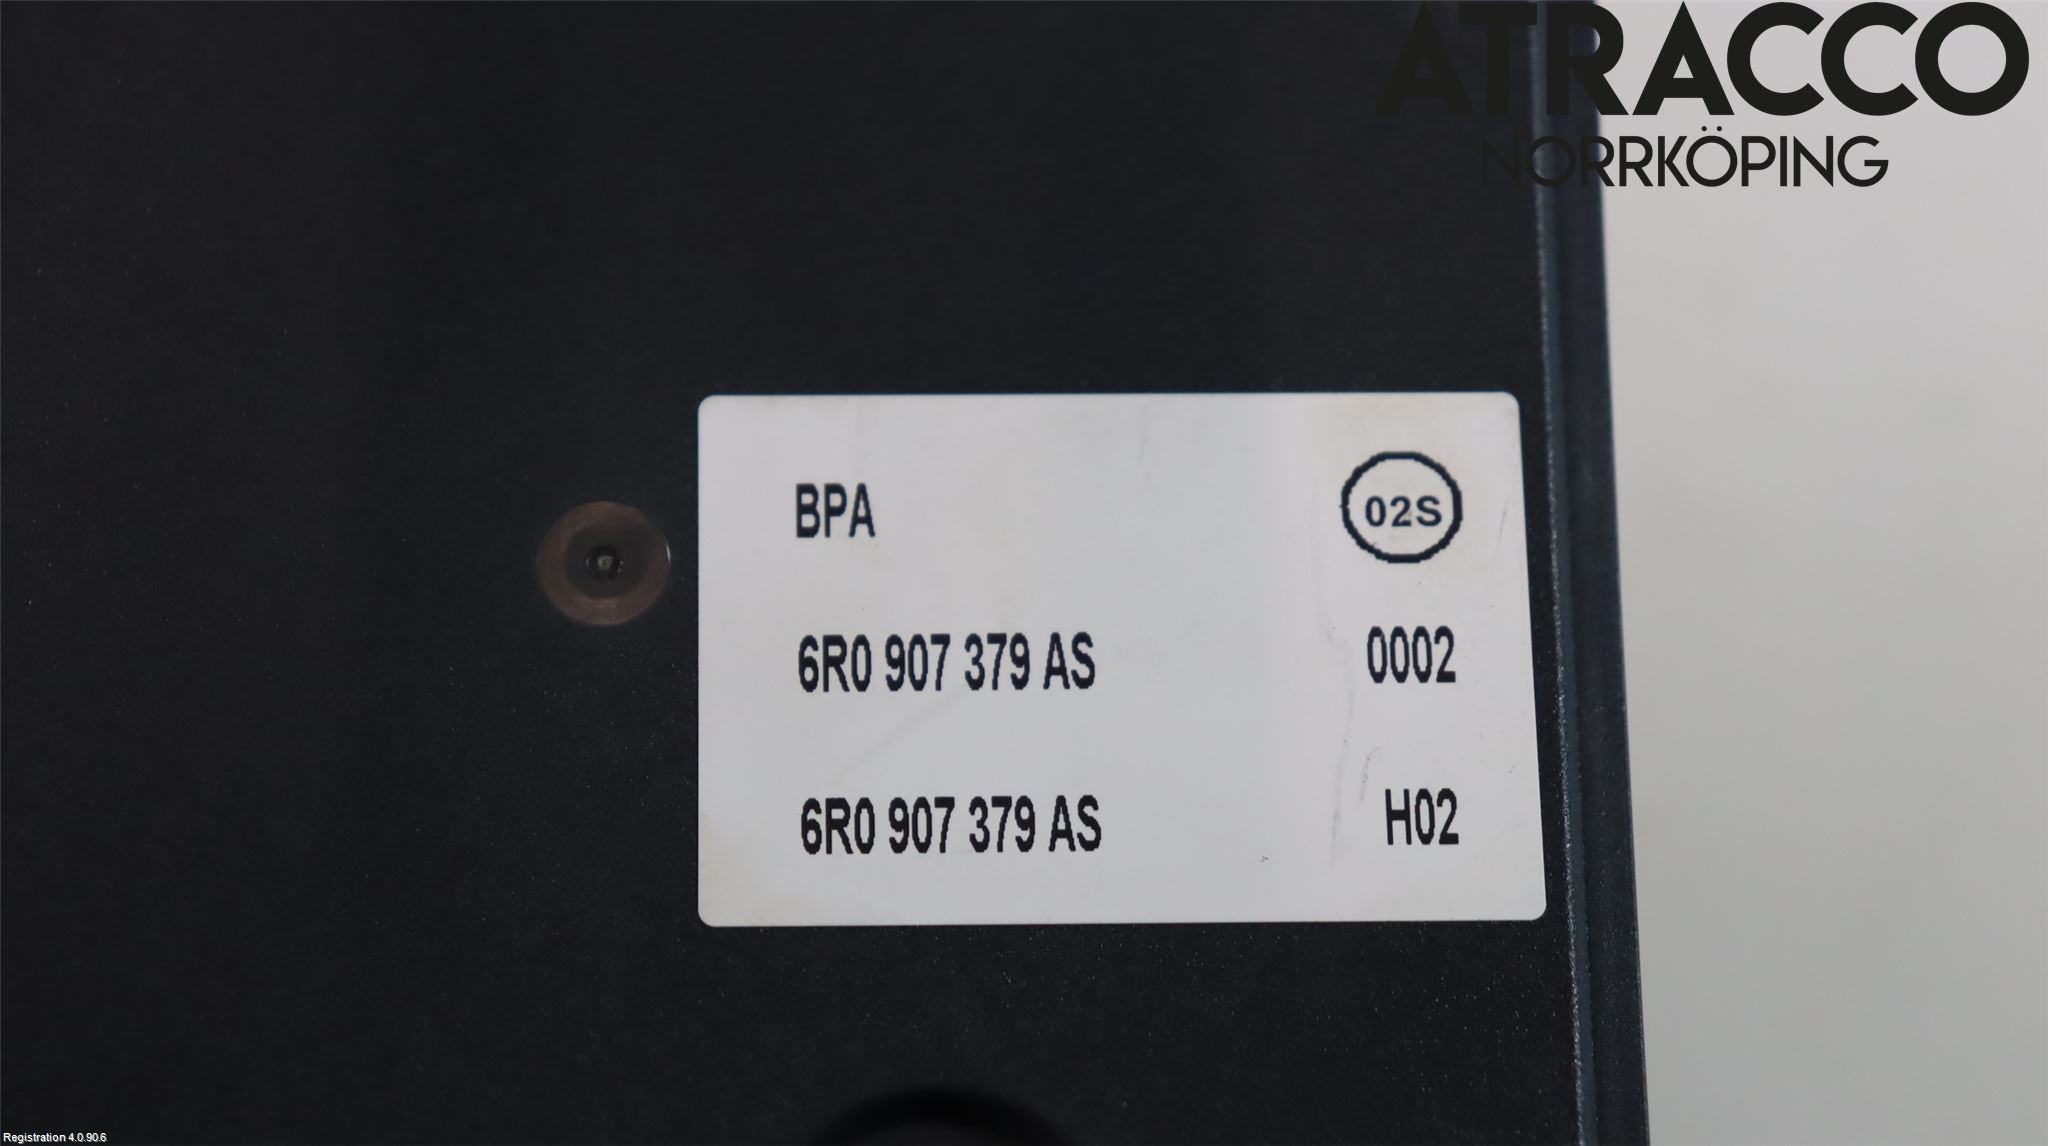 ATRACCO
NORRKÖPING
BPA 02S
6R0 907 379 AS 0002
6R0 907 379 AS H02
Registration 4.0.90.6